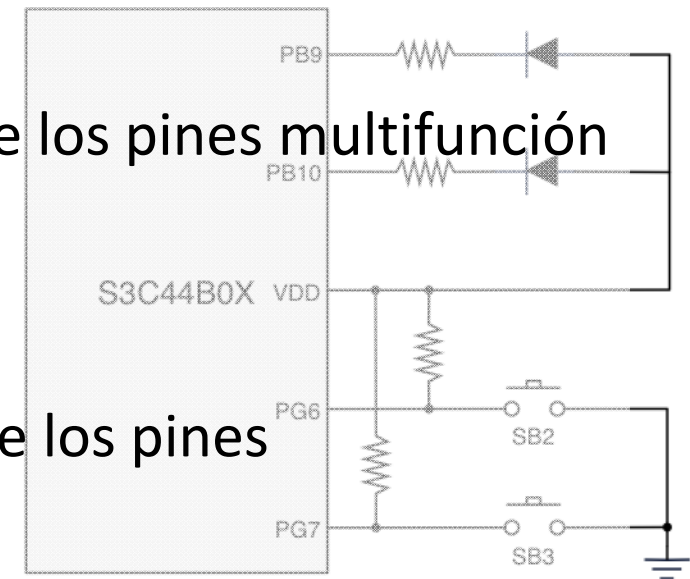 PB9
e los pines multifunción
PB10
S3C44B0X VDD
PG6
SB2
e los pines
PG7
SB3